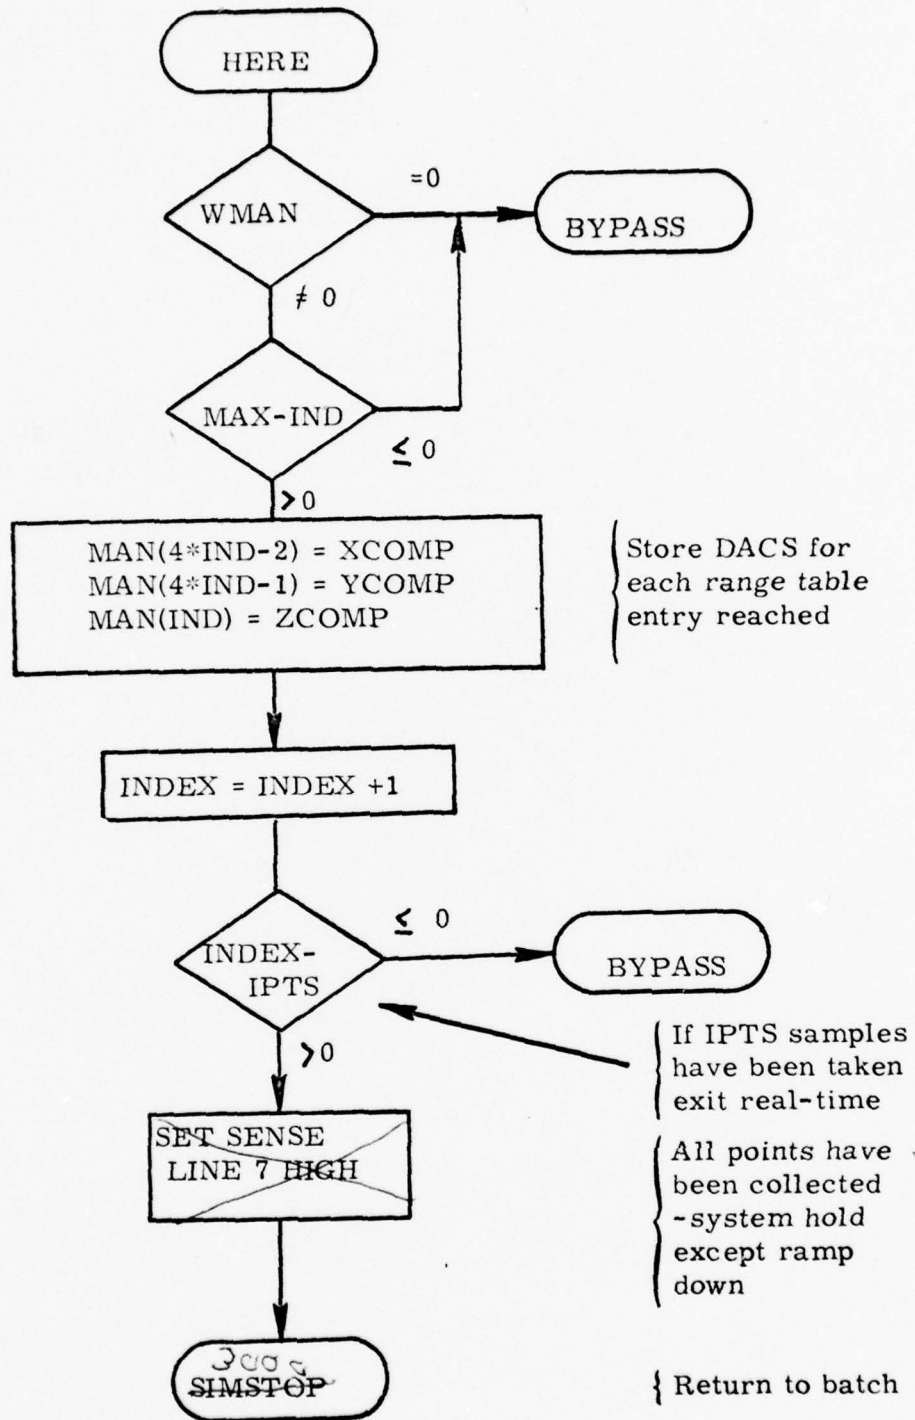 HERE
WMAN
=0
BYPASS
≠ 0
MAX-IND
≤ 0
>0
MAN(4*IND-2) = XCOMP
MAN(4*IND-1) = YCOMP
MAN(IND) = ZCOMP
Store DACS for
each range table
entry reached
INDEX = INDEX +1
INDEX-
IPTS
≤ 0
BYPASS
>0
If IPTS samples
have been taken
exit real-time
SET SENSE
LINE 7 HIGH
All points have
been collected
-system hold
except ramp
down
SIMSTOP
Return to batch